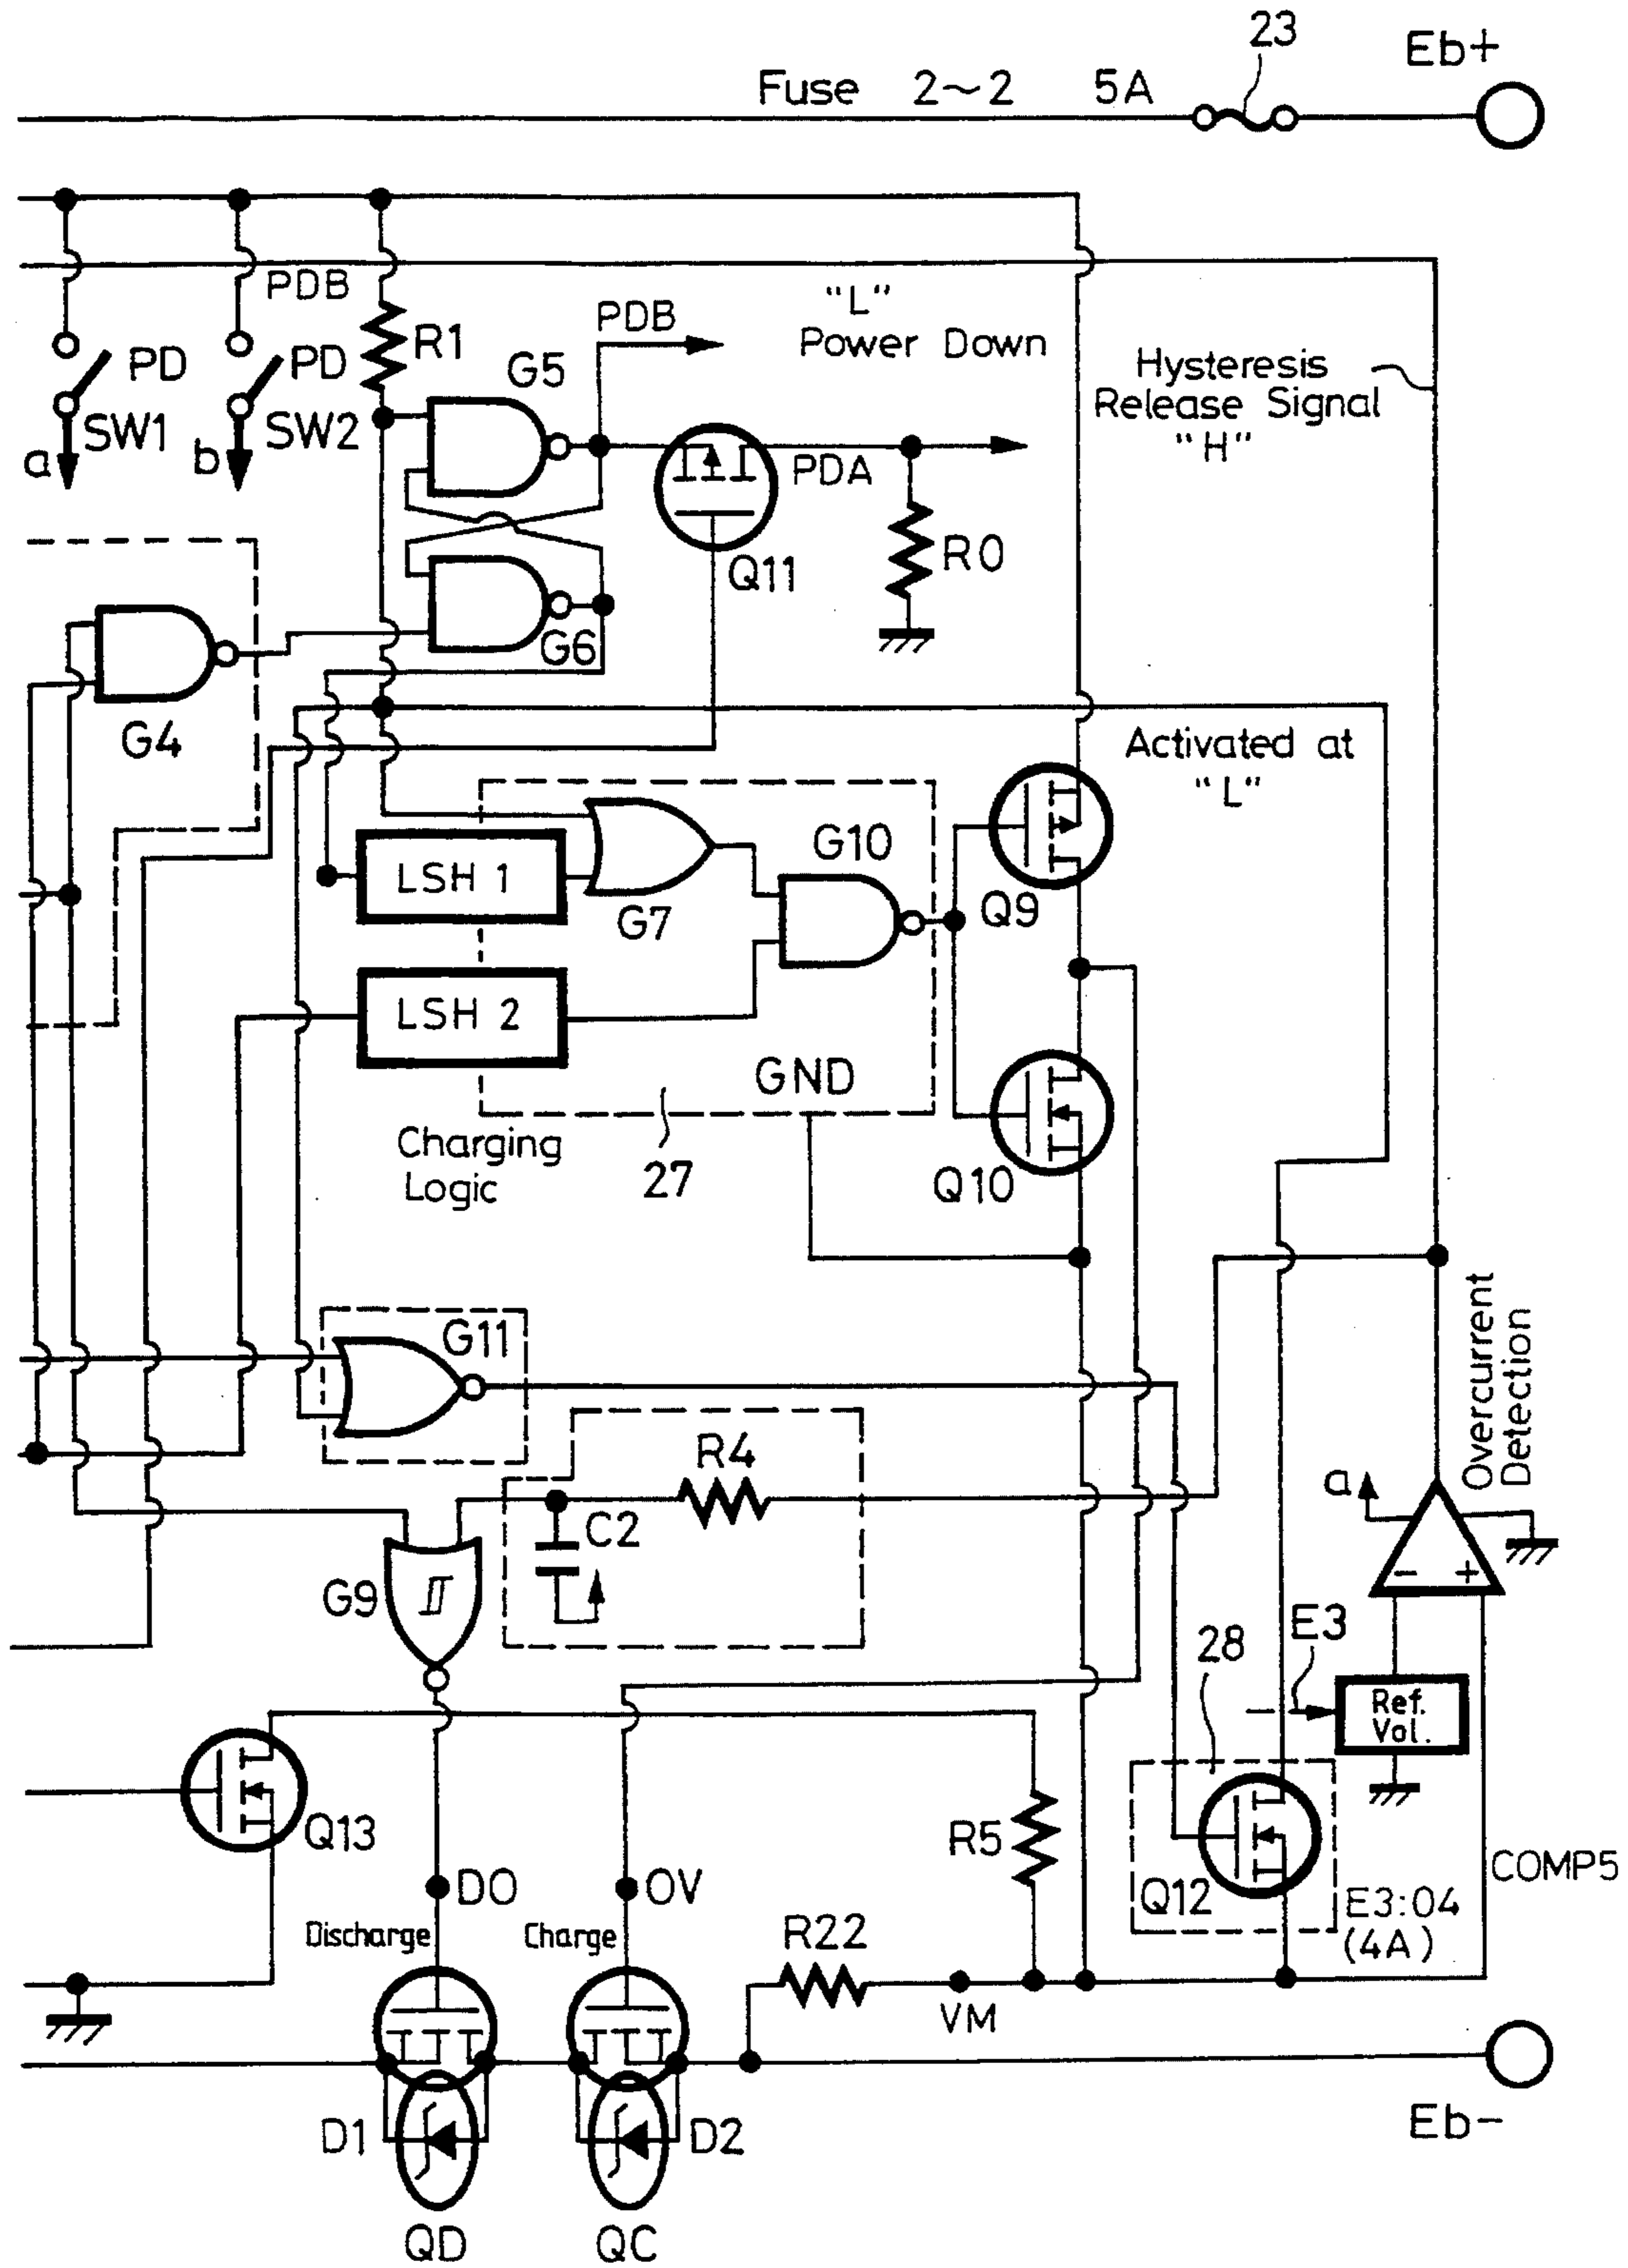 23
Eb+
Fuse 2~2 5A
PDB
"L"
Power Down
PDB
R1
PD
PD
G5
Hysteresis
Release Signal
"H"
SW1
SW2
a
b
PDA
Q11
R0
G6
G4
Activated at
"L"
G10
LSH 1
G7
Q9
LSH 2
GND
Charging
Logic
27
Q10
G11
Overcurrent
Detection
R4
a
C2
G9
- +
E3
28
Ref.
Vol.
Q13
R5
COMP5
DO
OV
Q12
E3:04
(4A)
Discharge
Charge
R22
VM
D1
D2
Eb-
QD
QC